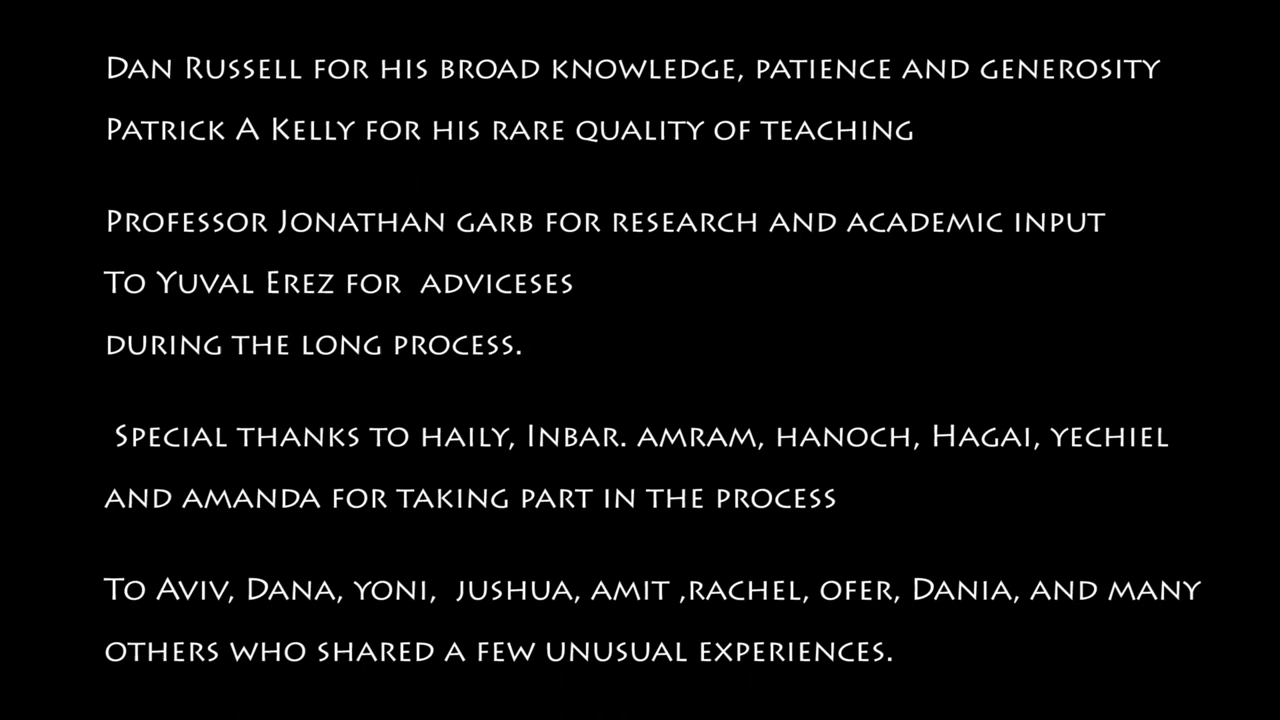 Dan Russell for his broad knowledge, patience and generosity
Patrick A Kelly for his rare quality of teaching
Professor Jonathan garb for research and academic input
To Yuval Erez for adviceses
during the long process.
Special thanks to haily, Inbar. amram, hanoch, Hagai, yechiel
and amanda for taking part in the process
To Aviv, Dana, yoni, jushua, amit ,rachel, ofer, Dania, and many
others who shared a few unusual experiences.